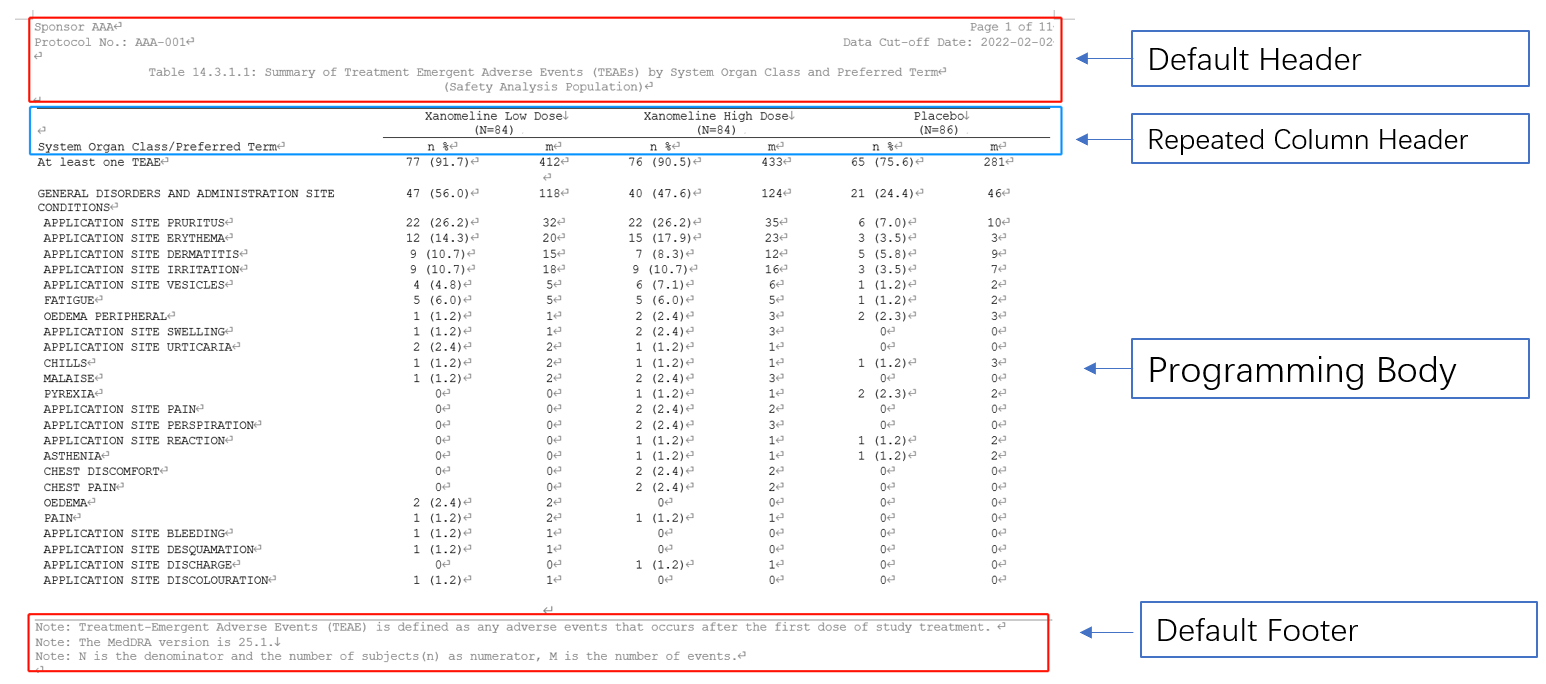 Sponsor AAA Page 1 of 11
Protocol No.: AAA-001 Data Cut-off Date: 2022-02-02
Table 14.3.1.1: Summary of Treatment Emergent Adverse Events (TEAEs) by System Organ Class and Preferred Term
(Safety Analysis Population)
Default Header
Xanomeline Low Dose Xanomeline High Dose Placebo
(N=84) (N=84) (N=86)
System Organ Class/Preferred Term n % m n % m n % m
Repeated Column Header
At least one TEAE 77 (91.7) 412 76 (90.5) 433 65 (75.6) 281
GENERAL DISORDERS AND ADMINISTRATION SITE 47 (56.0) 118 40 (47.6) 124 21 (24.4) 46
CONDITIONS
APPLICATION SITE PRURITUS 22 (26.2) 32 22 (26.2) 35 6 (7.0) 10
APPLICATION SITE ERYTHEMA 12 (14.3) 20 15 (17.9) 23 3 (3.5) 3
APPLICATION SITE DERMATITIS 9 (10.7) 15 7 (8.3) 12 5 (5.8) 9
APPLICATION SITE IRRITATION 9 (10.7) 18 9 (10.7) 16 3 (3.5) 7
APPLICATION SITE VESICLES 4 (4.8) 5 6 (7.1) 6 1 (1.2) 2
FATIGUE 5 (6.0) 5 5 (6.0) 5 1 (1.2) 2
OEDEMA PERIPHERAL 1 (1.2) 1 2 (2.4) 3 2 (2.3) 3
APPLICATION SITE SWELLING 1 (1.2) 1 2 (2.4) 3 0 0
APPLICATION SITE URTICARIA 2 (2.4) 2 1 (1.2) 1 0 0
CHILLS 1 (1.2) 2 1 (1.2) 1 1 (1.2) 3
MALAISE 1 (1.2) 2 2 (2.4) 3 0 0
PYREXIA 0 0 1 (1.2) 1 2 (2.3) 2
APPLICATION SITE PAIN 0 0 2 (2.4) 2 0 0
APPLICATION SITE PERSPIRATION 0 0 2 (2.4) 3 0 0
APPLICATION SITE REACTION 0 0 1 (1.2) 1 1 (1.2) 2
ASTHENIA 0 0 1 (1.2) 1 1 (1.2) 2
CHEST DISCOMFORT 0 0 2 (2.4) 2 0 0
CHEST PAIN 0 0 2 (2.4) 2 0 0
OEDEMA 2 (2.4) 2 0 0 0 0
PAIN 1 (1.2) 2 1 (1.2) 1 0 0
APPLICATION SITE BLEEDING 1 (1.2) 1 0 0 0 0
APPLICATION SITE DESQUAMATION 1 (1.2) 1 0 0 0 0
APPLICATION SITE DISCHARGE 0 0 1 (1.2) 1 0 0
APPLICATION SITE DISCOLOURATION 1 (1.2) 1 0 0 0 0
Programming Body
Note: Treatment-Emergent Adverse Events (TEAE) is defined as any adverse events that occurs after the first dose of study treatment.
Note: The MedDRA version is 25.1.
Note: N is the denominator and the number of subjects(n) as numerator, M is the number of events.
Default Footer